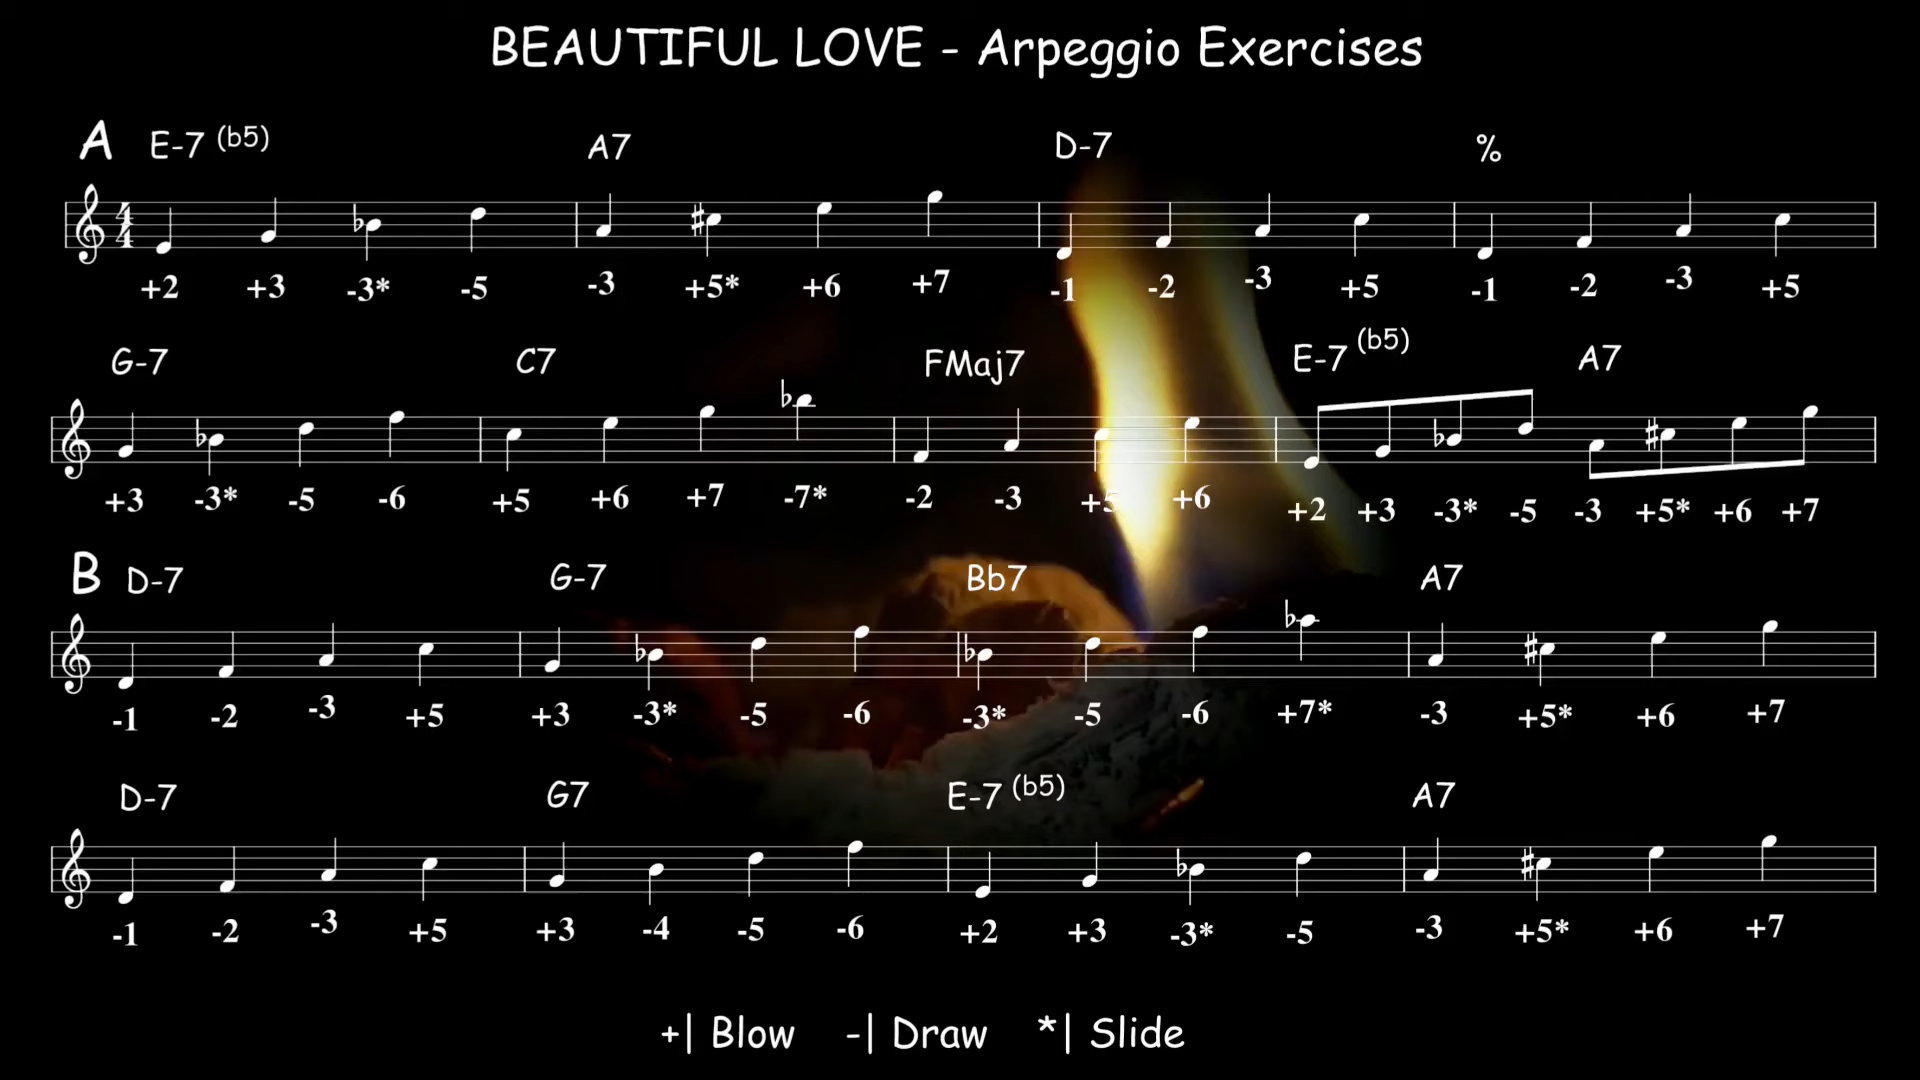 BEAUTIFUL LOVE - Arpeggio Exercises
A E-7 (b5) A7 D-7 %
4 4
+2 +3 -3* -5 -3 +5* +6 +7 -1 -2 -3 +5 -1 -2 -3 +5
G-7 C7 FMaj7 E-7 (b5) A7
+3 -3* -5 -6 +5 +6 +7 -7* -2 -3 +5 +6 +2 +3 -3* -5 -3 +5* +6 +7
B D-7 G-7 Bb7 A7
-1 -2 -3 +5 +3 -3* -5 -6 -3* -5 -6 +7* -3 +5* +6 +7
D-7 G7 E-7 (b5) A7
-1 -2 -3 +5 +3 -4 -5 -6 +2 +3 -3* -5 -3 +5* +6 +7
+| Blow -| Draw *| Slide